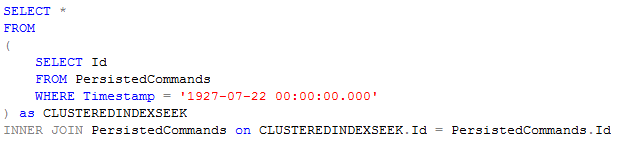 SELECT *
FROM
(
    SELECT Id
    FROM PersistedCommands
    WHERE Timestamp = '1927-07-22 00:00:00.000'
) as CLUSTEREDINDEXSEEK
INNER JOIN PersistedCommands on CLUSTEREDINDEXSEEK.Id = PersistedCommands.Id